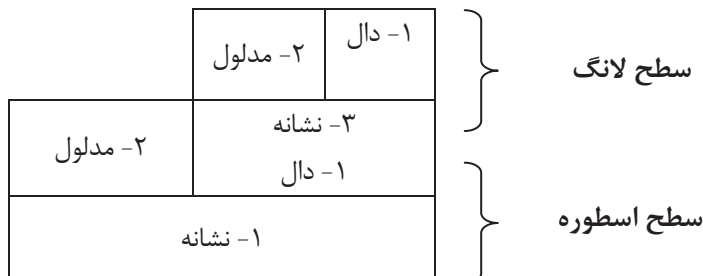 ۱- دال
۲- مدلول
سطح لانگ
۳- نشانه
۱- دال
۲- مدلول
سطح اسطوره
۱- نشانه